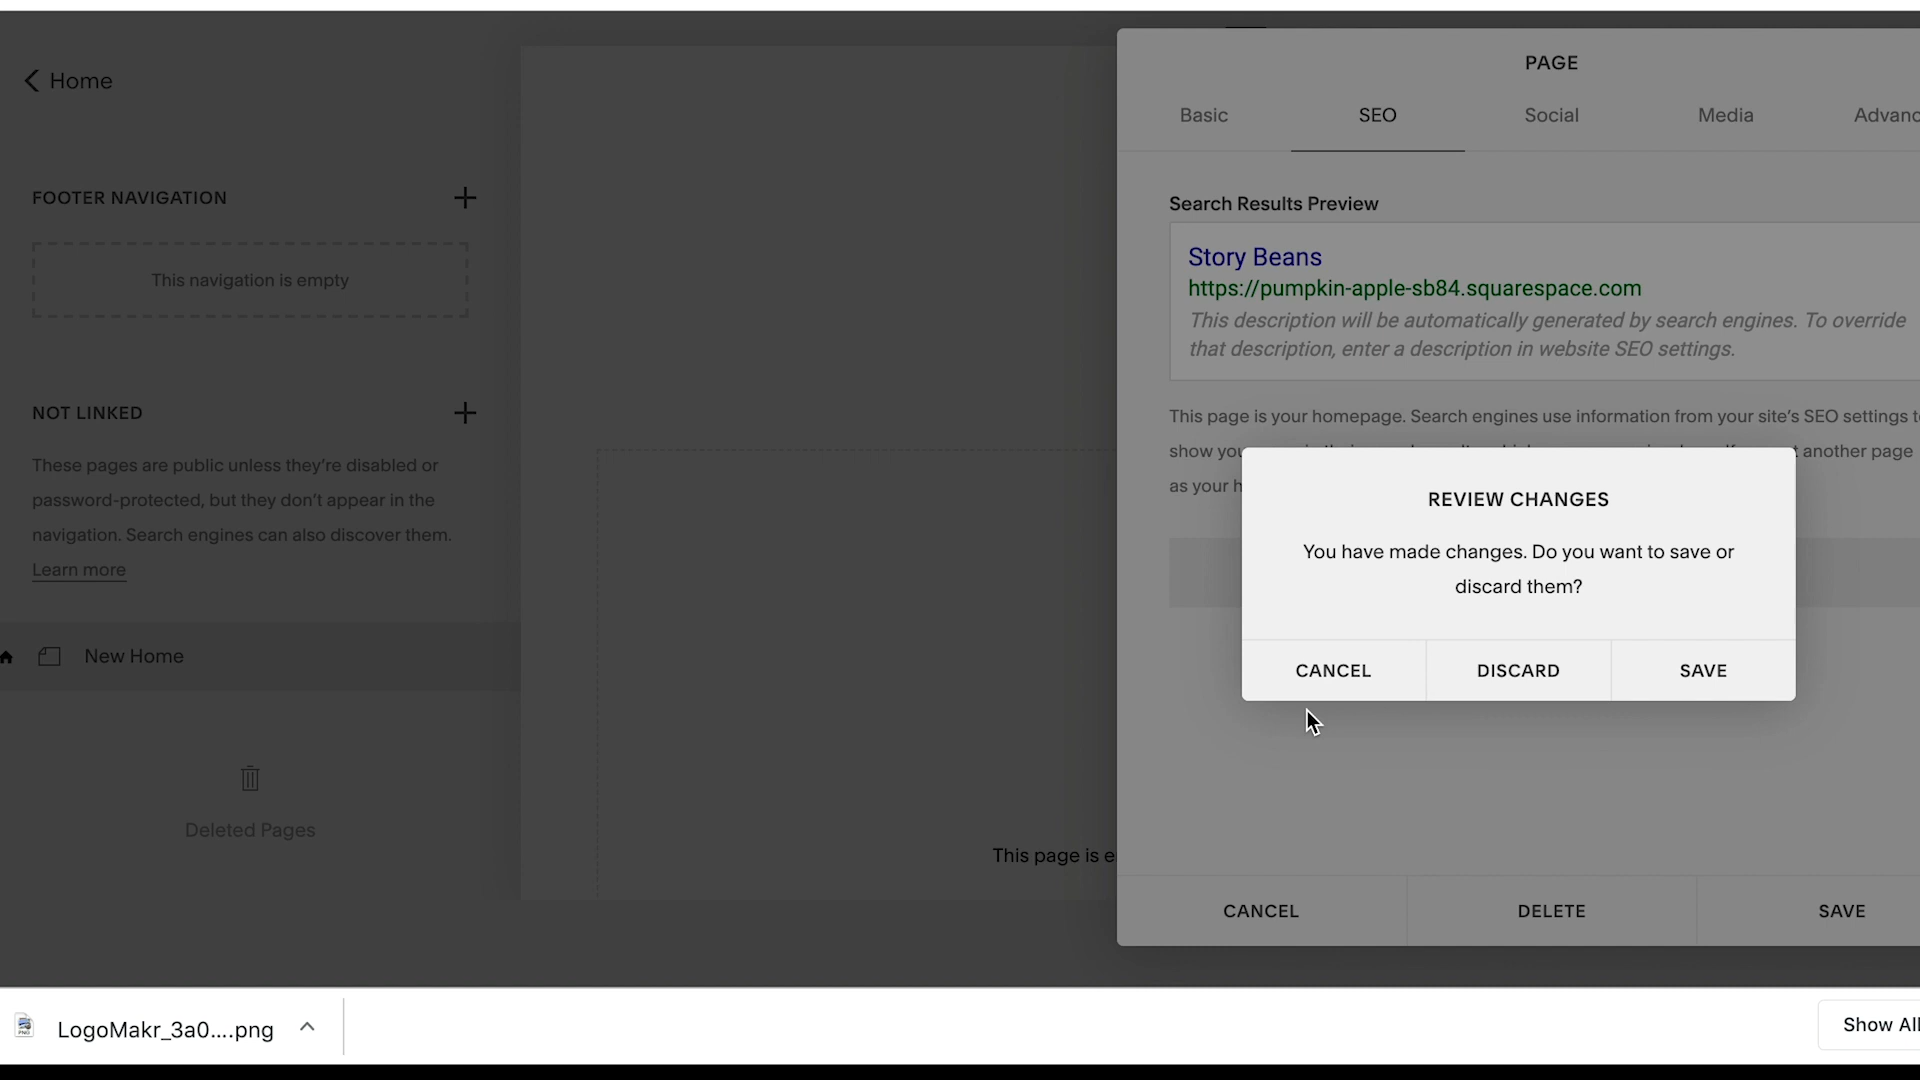 Home
FOOTER NAVIGATION
This navigation is empty
NOT LINKED
These pages are public unless they're disabled or
password-protected, but they don't appear in the
navigation. Search engines can also discover them.
Learn more
New Home
Deleted Pages
This page is e
PAGE
Basic
SEO
Social
Media
Advanc
Search Results Preview
Story Beans
https://pumpkin-apple-sb84.squarespace.com
This description will be automatically generated by search engines. To override
that description, enter a description in website SEO settings.
This page is your homepage. Search engines use information from your site's SEO settings t
show you another page
as your h
REVIEW CHANGES
You have made changes. Do you want to save or
discard them?
CANCEL
DISCARD
SAVE
CANCEL
DELETE
SAVE
LogoMakr_3a0....png
Show All